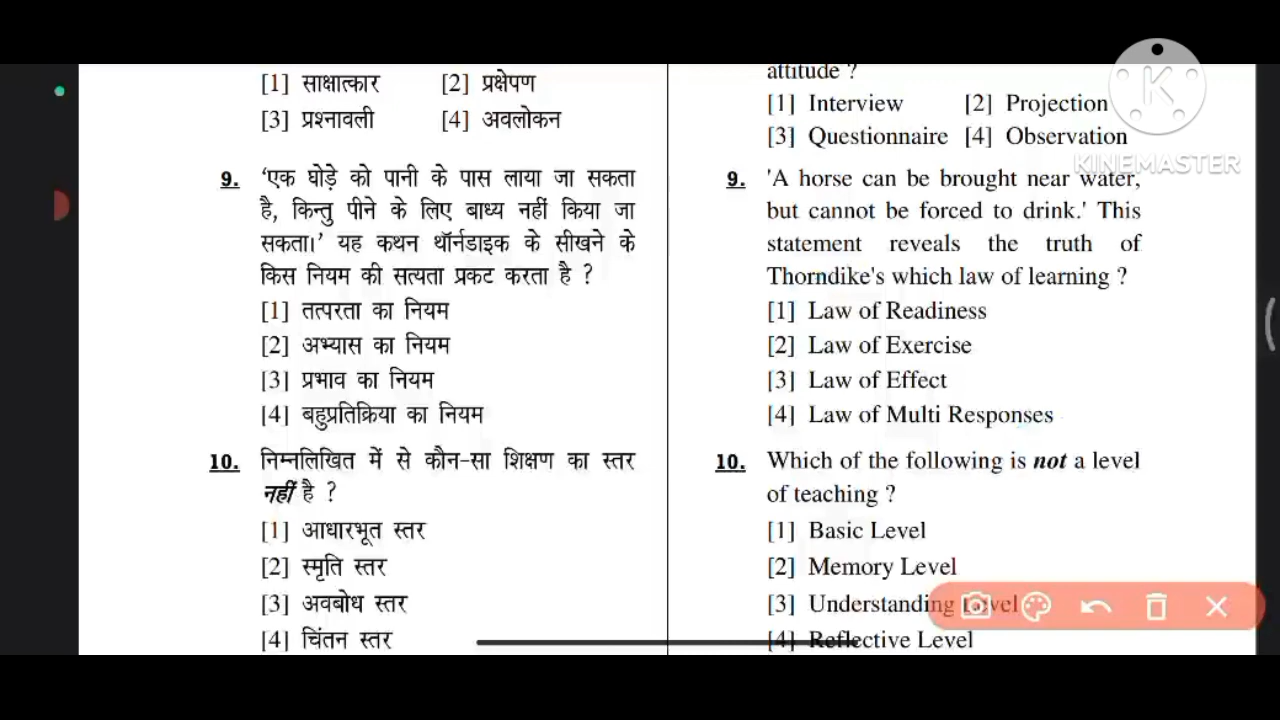 [1] साक्षात्कार [2] प्रक्षेपण
[3] प्रश्नावली [4] अवलोकन
9. 'एक घोड़े को पानी के पास लाया जा सकता
है, किन्तु पीने के लिए बाध्य नहीं किया जा
सकता।' यह कथन थॉर्नडाइक के सीखने के
किस नियम की सत्यता प्रकट करता है ?
[1] तत्परता का नियम
[2] अभ्यास का नियम
[3] प्रभाव का नियम
[4] बहुप्रतिक्रिया का नियम
10. निम्नलिखित में से कौन-सा शिक्षण का स्तर
नहीं है ?
[1] आधारभूत स्तर
[2] स्मृति स्तर
[3] अवबोध स्तर
[4] चिंतन स्तर
attitude ?
[1] Interview [2] Projection
[3] Questionnaire [4] Observation
9. 'A horse can be brought near water,
but cannot be forced to drink.' This
statement reveals the truth of
Thorndike's which law of learning ?
[1] Law of Readiness
[2] Law of Exercise
[3] Law of Effect
[4] Law of Multi Responses
10. Which of the following is not a level
of teaching ?
[1] Basic Level
[2] Memory Level
[3] Understanding Level
[4] Reflective Level
K
KINEMASTER